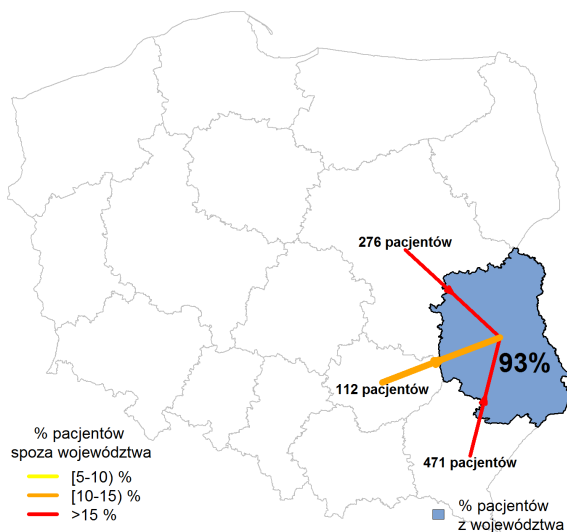 276 pacjentów
93%
112 pacjentów
471 pacjentów
% pacjentów
spoza województwa
[5-10) %
[10-15) %
>15 %
% pacjentów
z województwa